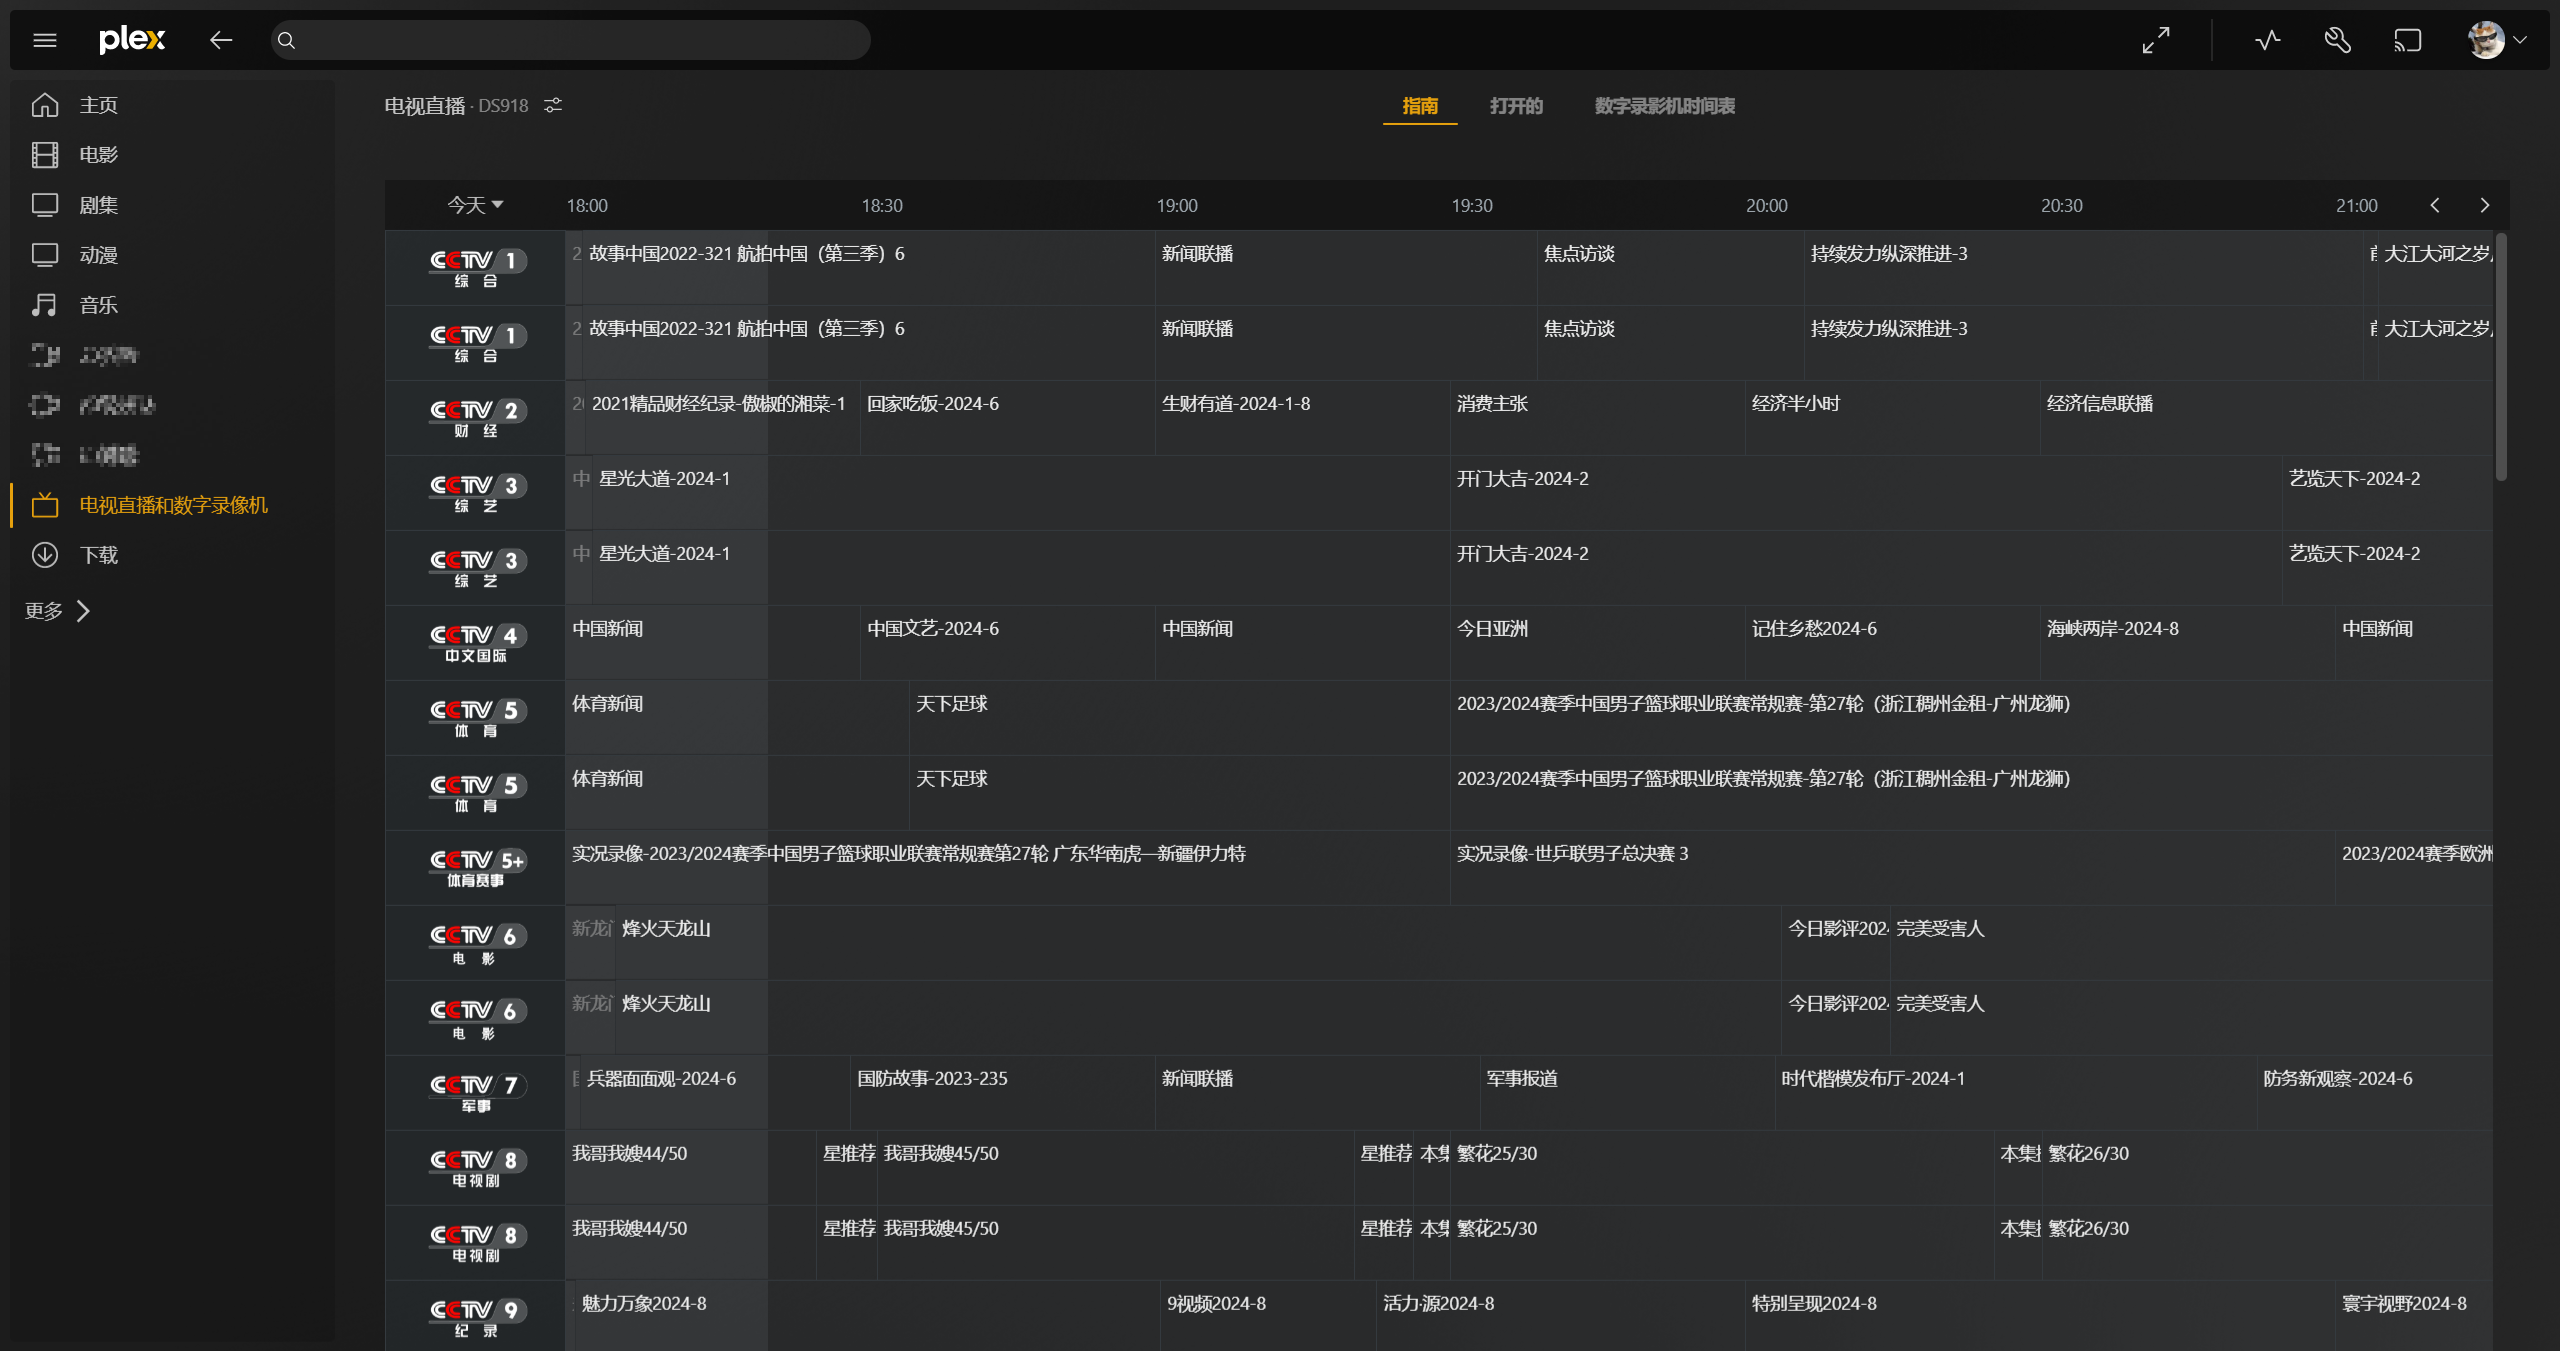 plex
主页
电影
剧集
动漫
音乐
电视直播和数字录像机
下载
更多
电视直播 · DS918
指南 打开的 数字录影机时间表
今天 18:00 18:30 19:00 19:30 20:00 20:30 21:00
CCTV 1 综合 2 故事中国2022-321 航拍中国（第三季）6 新闻联播 焦点访谈 持续发力纵深推进-3 大江大河之岁
CCTV 1 综合 2 故事中国2022-321 航拍中国（第三季）6 新闻联播 焦点访谈 持续发力纵深推进-3 大江大河之岁
CCTV 2 财经 2021精品财经纪录-傲椒的湘菜-1 回家吃饭-2024-6 生财有道-2024-1-8 消费主张 经济半小时 经济信息联播
CCTV 3 综艺 中 星光大道-2024-1 开门大吉-2024-2 艺览天下-2024-2
CCTV 3 综艺 中 星光大道-2024-1 开门大吉-2024-2 艺览天下-2024-2
CCTV 4 中文国际 中国新闻 中国文艺-2024-6 中国新闻 今日亚洲 记住乡愁2024-6 海峡两岸-2024-8 中国新闻
CCTV 5 体育 体育新闻 天下足球 2023/2024赛季中国男子篮球职业联赛常规赛-第27轮（浙江稠州金租-广州龙狮）
CCTV 5 体育 体育新闻 天下足球 2023/2024赛季中国男子篮球职业联赛常规赛-第27轮（浙江稠州金租-广州龙狮）
CCTV 5+ 体育赛事 实况录像-2023/2024赛季中国男子篮球职业联赛常规赛第27轮 广东华南虎—新疆伊力特 实况录像-世乒联男子总决赛 3 2023/2024赛季欧洲
CCTV 6 电影 新龙门 烽火天龙山 今日影评202 完美受害人
CCTV 6 电影 新龙门 烽火天龙山 今日影评202 完美受害人
CCTV 7 军事 兵器面面观-2024-6 国防故事-2023-235 新闻联播 军事报道 时代楷模发布厅-2024-1 防务新观察-2024-6
CCTV 8 电视剧 我哥我嫂44/50 星推荐 我哥我嫂45/50 星推荐 本集 繁花25/30 本集 繁花26/30
CCTV 8 电视剧 我哥我嫂44/50 星推荐 我哥我嫂45/50 星推荐 本集 繁花25/30 本集 繁花26/30
CCTV 9 纪录 魅力万象2024-8 9视频2024-8 活力·源2024-8 特别呈现2024-8 寰宇视野2024-8